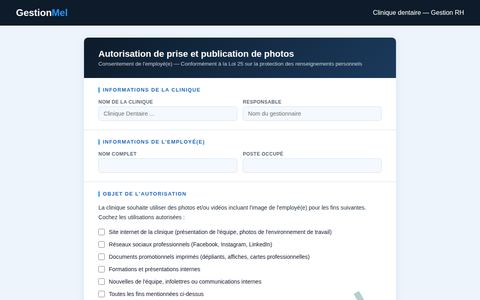 GestionMel
Clinique dentaire — Gestion RH
Autorisation de prise et publication de photos
Consentement de l'employé(e) — Conformément à la Loi 25 sur la protection des renseignements personnels
INFORMATIONS DE LA CLINIQUE
NOM DE LA CLINIQUE
RESPONSABLE
Clinique Dentaire ...
Nom du gestionnaire
INFORMATIONS DE L'EMPLOYÉ(E)
NOM COMPLET
POSTE OCCUPÉ
OBJET DE L'AUTORISATION
La clinique souhaite utiliser des photos et/ou vidéos incluant l'image de l'employé(e) pour les fins suivantes.
Cochez les utilisations autorisées :
Site internet de la clinique (présentation de l'équipe, photos de l'environnement de travail)
Réseaux sociaux professionnels (Facebook, Instagram, LinkedIn)
Documents promotionnels imprimés (dépliants, affiches, cartes professionnelles)
Formations et présentations internes
Nouvelles de l'équipe, infolettres ou communications internes
Toutes les fins mentionnées ci-dessus